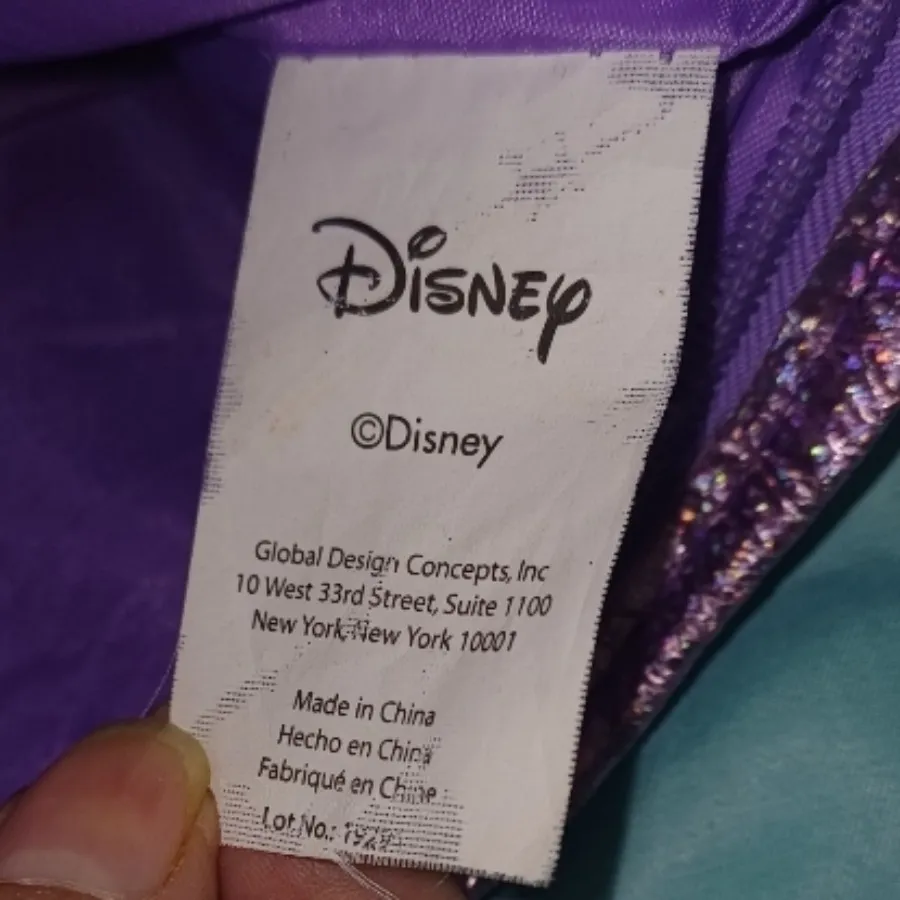 Disney
©Disney
Global Design Concepts, Inc
10 West 33rd Street, Suite 1100
New York, New York 10001
Made in China
Hecho en China
Fabriqué en Chine
Lot No.: